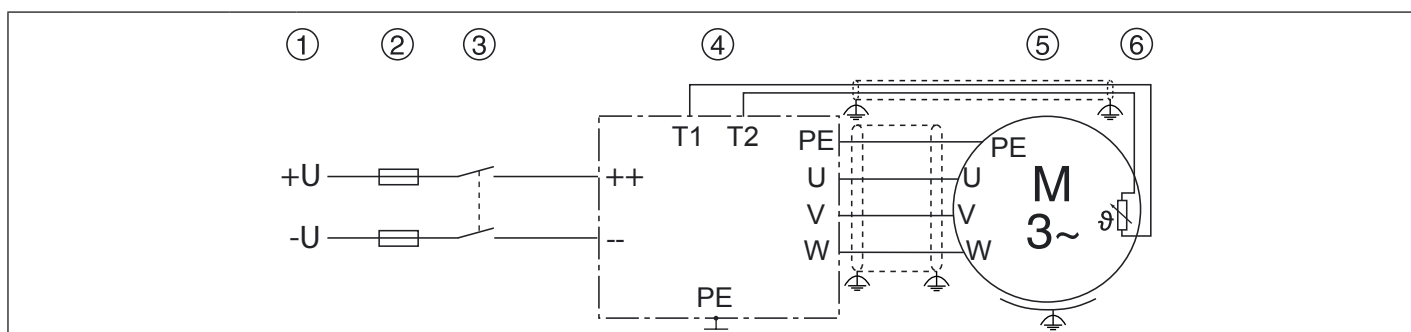 ① ② ③ ④ ⑤ ⑥
T1 T2
PE PE
+U ++ U U
M
V V
3~ ϑ
-U -- W W
PE